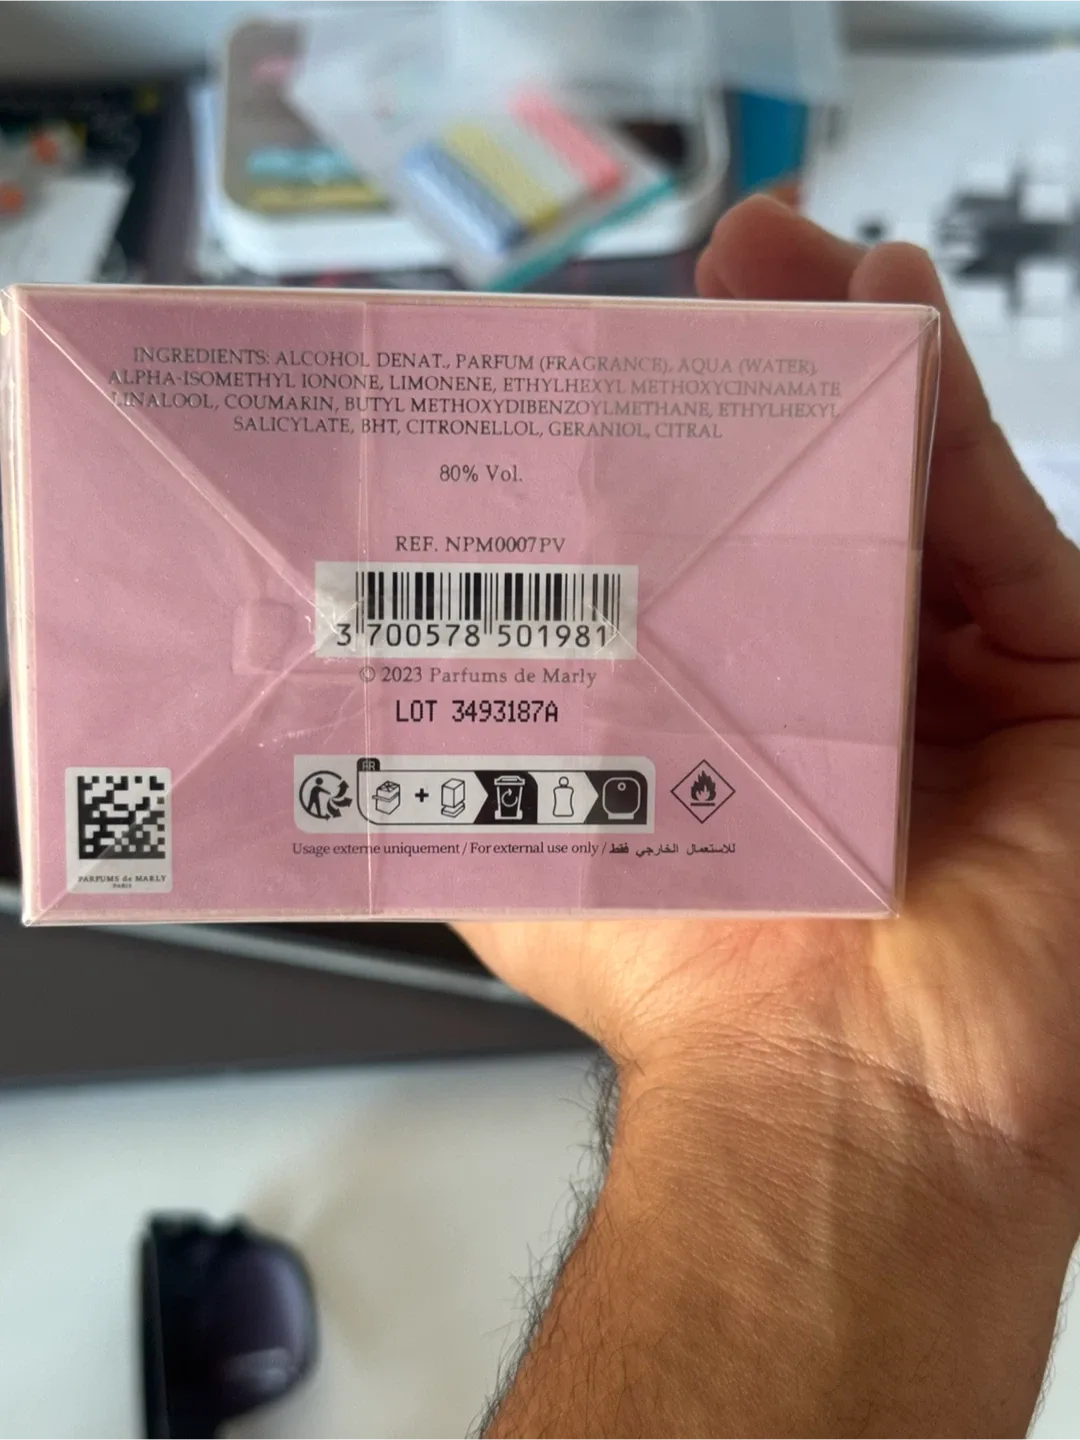 INGREDIENTS: ALCOHOL DENAT., PARFUM (FRAGRANCE), AQUA (WATER),
ALPHA-ISOMETHYL IONONE, LIMONENE, ETHYLHEXYL METHOXYCINNAMATE
LINALOOL, COUMARIN, BUTYL METHOXYDIBENZOYLMETHANE, ETHYLHEXYL
SALICYLATE, BHT, CITRONELLOL, GERANIOL, CITRAL
80% Vol.
REF. NPM0007PV
3 700578 501981
© 2023 Parfums de Marly
LOT 3493187A
FR
+
Usage externe uniquement / For external use only / للاستعمال الخارجي فقط
PARFUMS de MARLY
PARIS